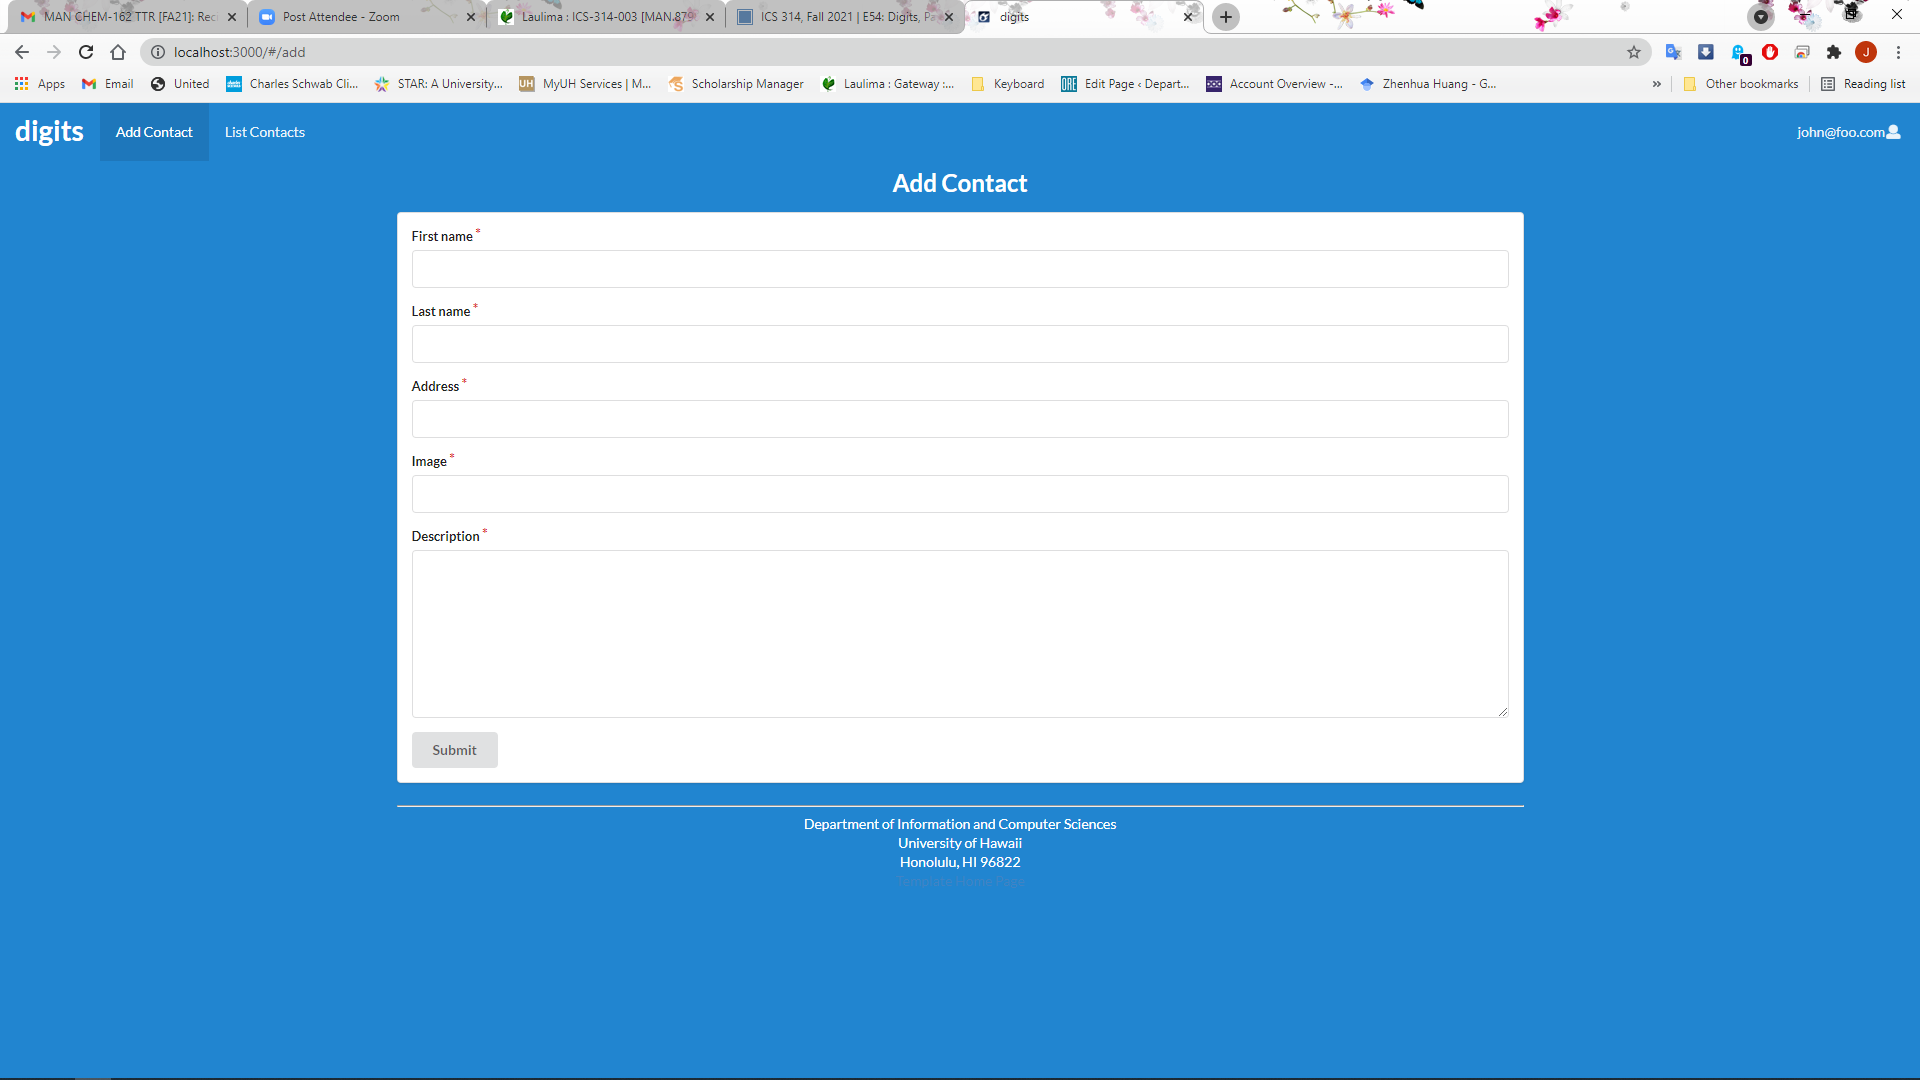 MAN CHEM-162 TTR [FA21]: Rec
Post Attendee - Zoom
Laulima : ICS-314-003 [MAN.879
ICS 314, Fall 2021 | E54: Digits, Pa
digits
localhost:3000/#/add
0
J
Apps
Email
United
Charles Schwab Cli...
STAR: A University...
UH
MyUH Services | M...
Scholarship Manager
Laulima : Gateway :...
Keyboard
ORE
Edit Page ‹ Depart...
Account Overview -...
Zhenhua Huang - G...
»
Other bookmarks
Reading list
digits
Add Contact
List Contacts
john@foo.com
Add Contact
First name *
Last name *
Address *
Image *
Description *
Submit
Department of Information and Computer Sciences
University of Hawaii
Honolulu, HI 96822
Template Home Page